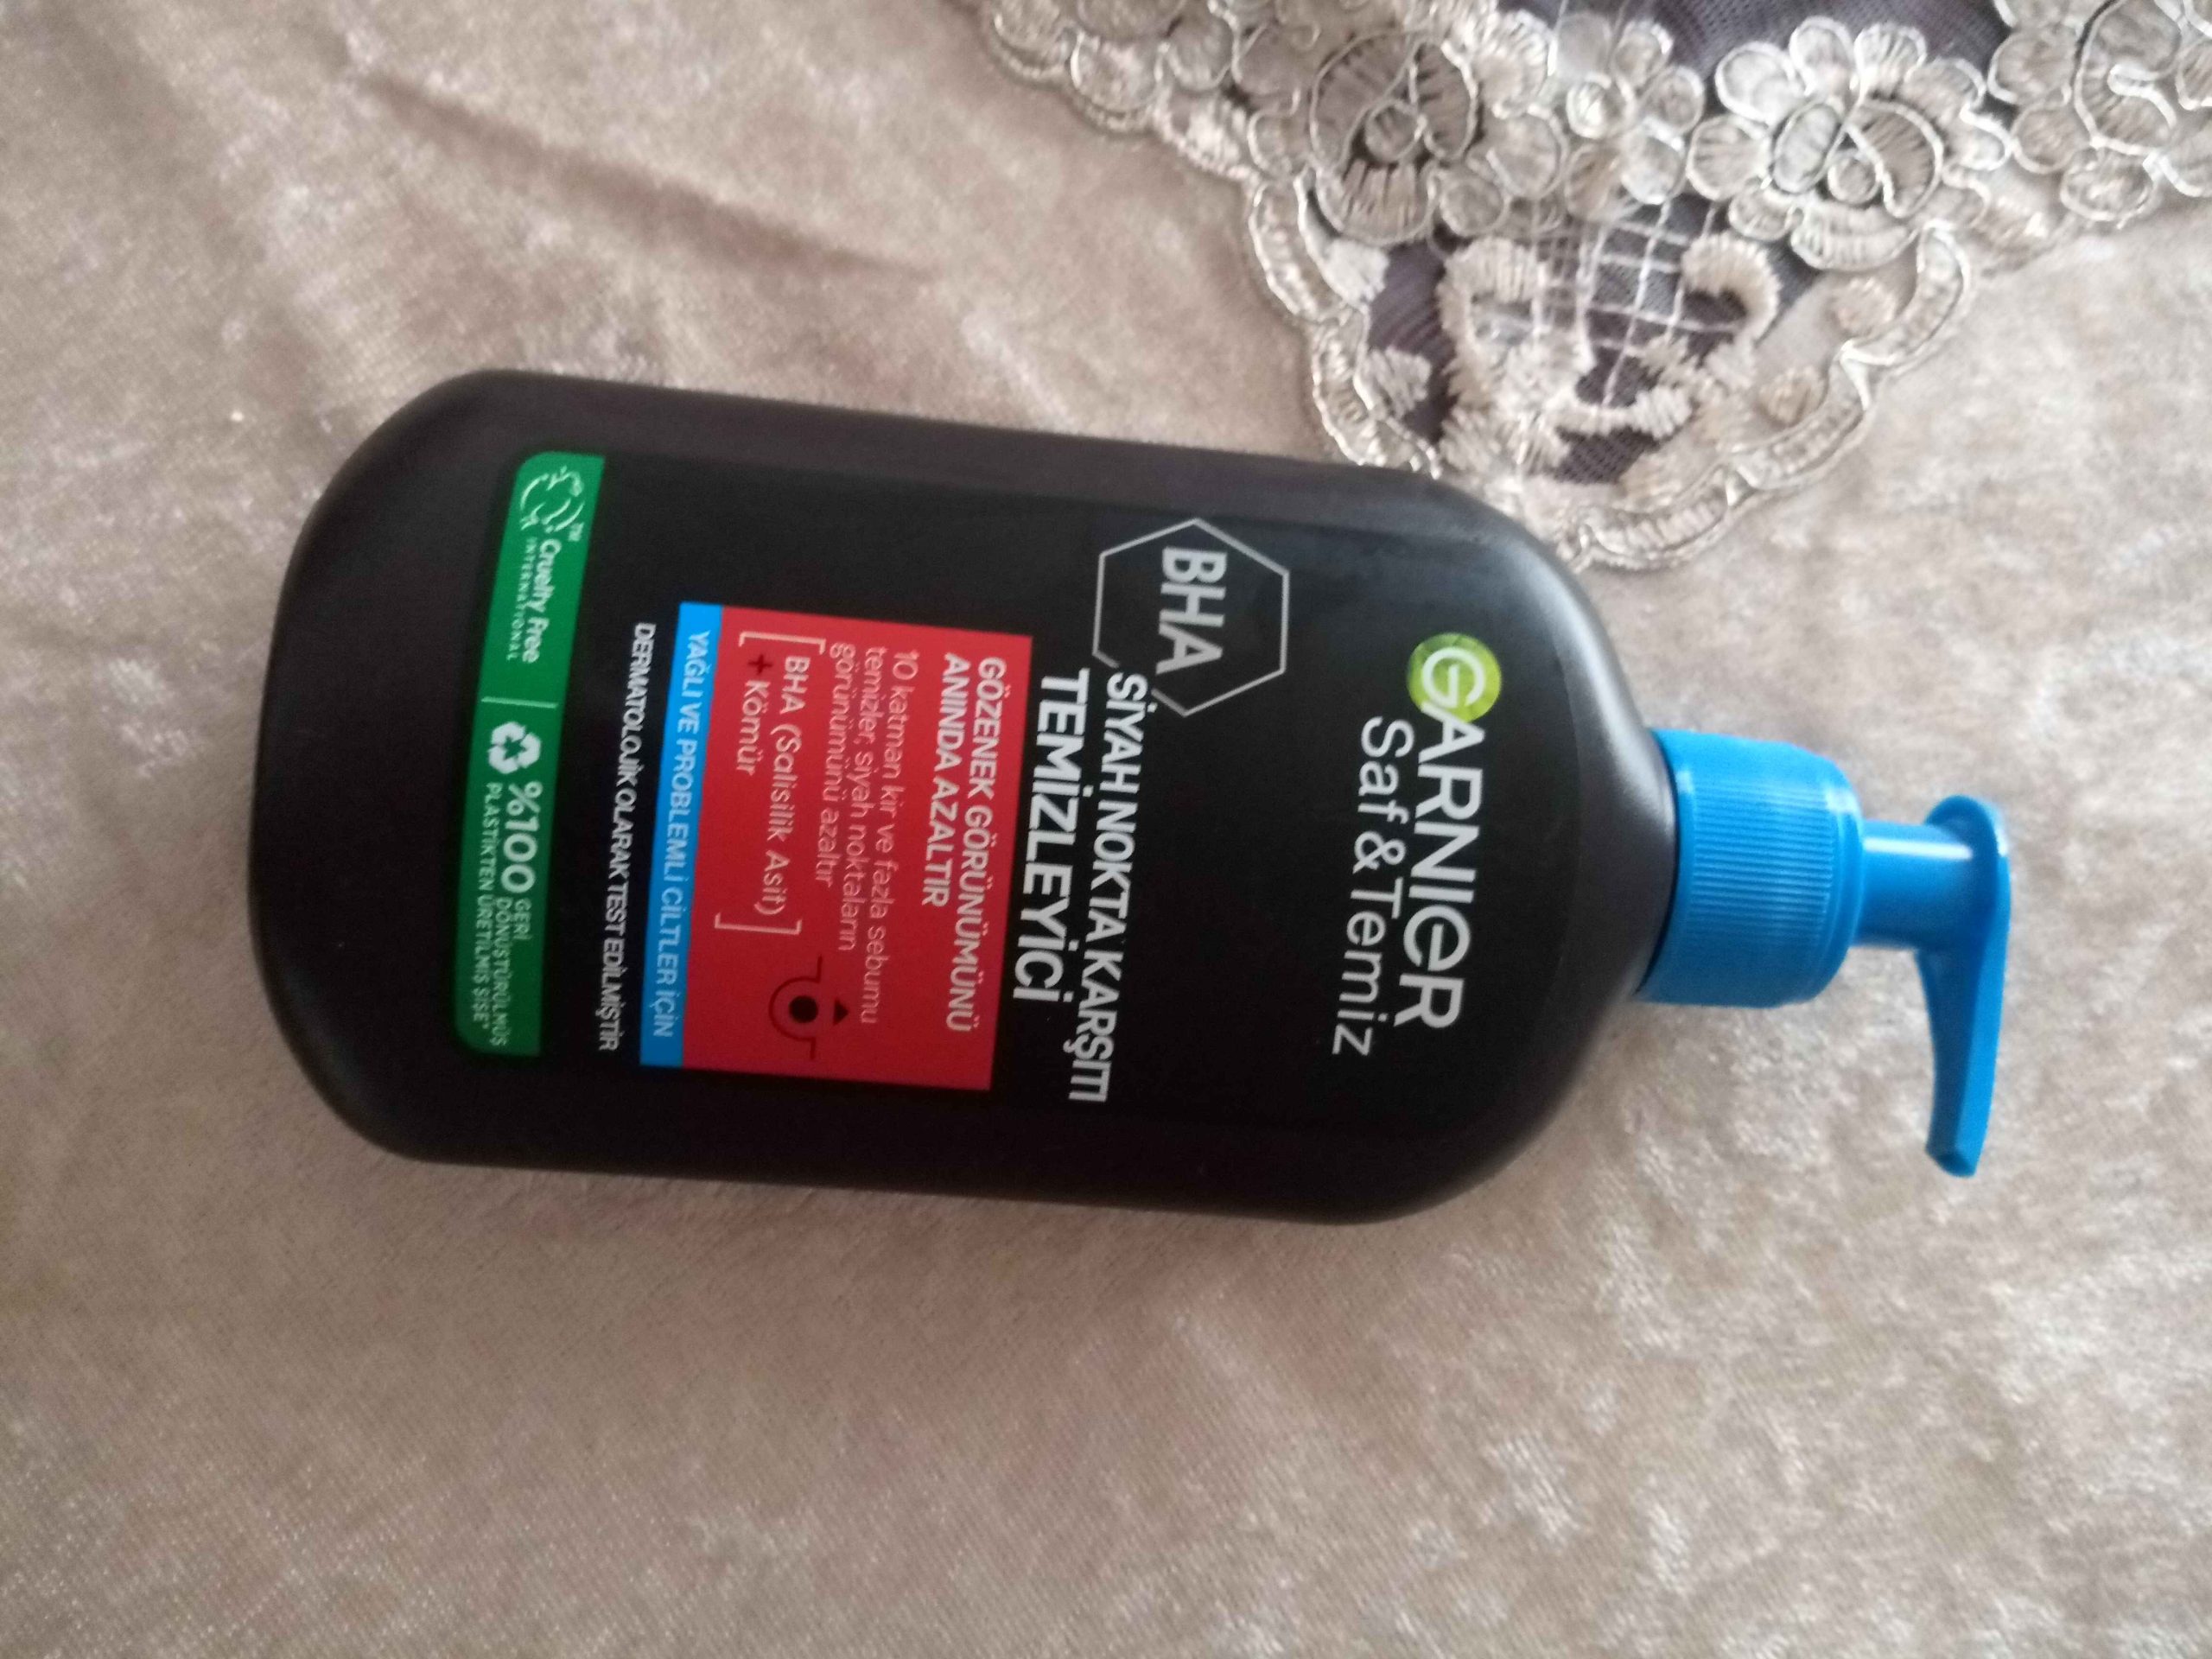 GARNIER
Saf & Temiz
BHA
SİYAH NOKTA KARŞITI
TEMİZLEYİCİ
GÖZENEK GÖRÜNÜMÜNÜ
ANINDA AZALTIR
10 katman kir ve fazla sebumu
temizler, siyah noktaların
görünümünü azaltır
BHA (Salisilik Asit)
+ Kömür
YAĞLI VE PROBLEMLİ CİLTLER İÇİN
DERMATOLOJİK OLARAK TEST EDİLMİŞTİR
Cruelty Free TM
INTERNATIONAL
%100 GERİ
DÖNÜŞTÜRÜLMÜŞ
PLASTİKTEN ÜRETİLMİŞ ŞİŞE*